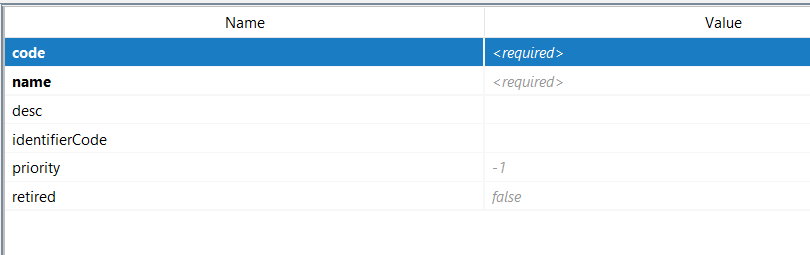 Name Value
code <required>
name <required>
desc
identifierCode
priority -1
retired false